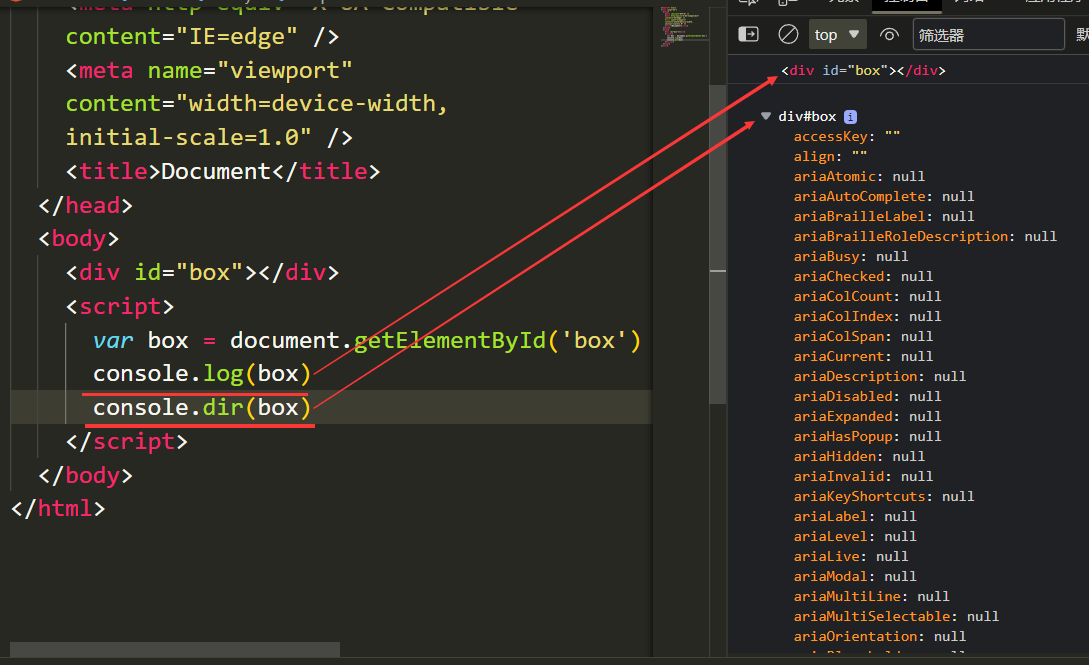 content="IE=edge" />
<meta name="viewport"
content="width=device-width,
initial-scale=1.0" />
<title>Document</title>
</head>
<body>
<div id="box"></div>
<script>
var box = document.getElementById('box')
console.log(box)
console.dir(box)
</script>
</body>
</html>
top ▼
筛选器
默
<div id="box"></div>
▼ div#box i
accessKey: ""
align: ""
ariaAtomic: null
ariaAutoComplete: null
ariaBrailleLabel: null
ariaBrailleRoleDescription: null
ariaBusy: null
ariaChecked: null
ariaColCount: null
ariaColIndex: null
ariaColSpan: null
ariaCurrent: null
ariaDescription: null
ariaDisabled: null
ariaExpanded: null
ariaHasPopup: null
ariaHidden: null
ariaInvalid: null
ariaKeyShortcuts: null
ariaLabel: null
ariaLevel: null
ariaLive: null
ariaModal: null
ariaMultiLine: null
ariaMultiSelectable: null
ariaOrientation: null